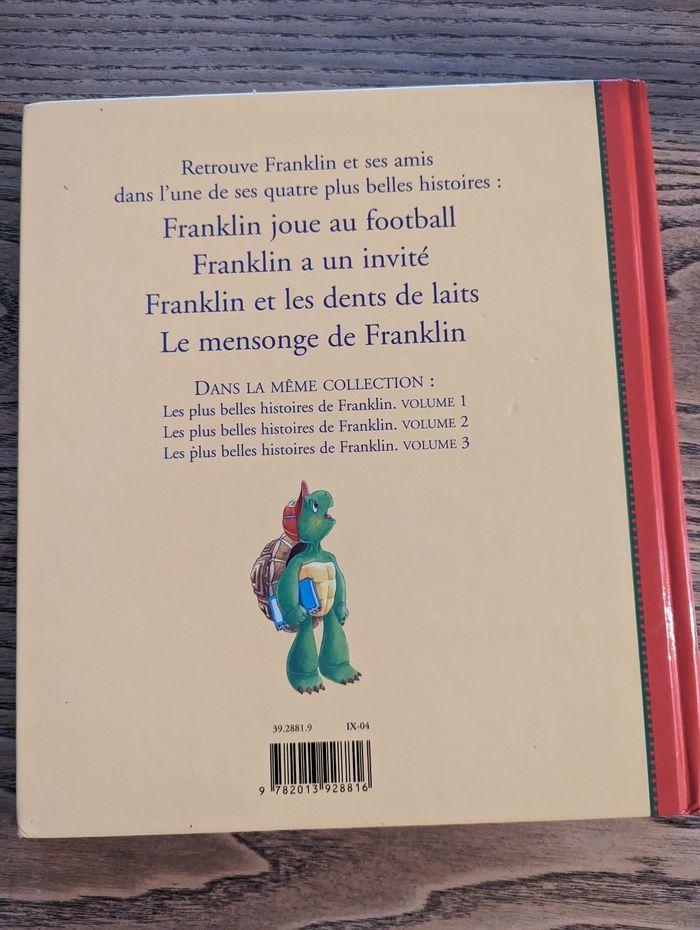 Retrouve Franklin et ses amis
dans l'une de ses quatre plus belles histoires :
Franklin joue au football
Franklin a un invité
Franklin et les dents de laits
Le mensonge de Franklin
DANS LA MÊME COLLECTION :
Les plus belles histoires de Franklin. VOLUME 1
Les plus belles histoires de Franklin. VOLUME 2
Les plus belles histoires de Franklin. VOLUME 3
39.2881.9 IX-04
9 782013 928816